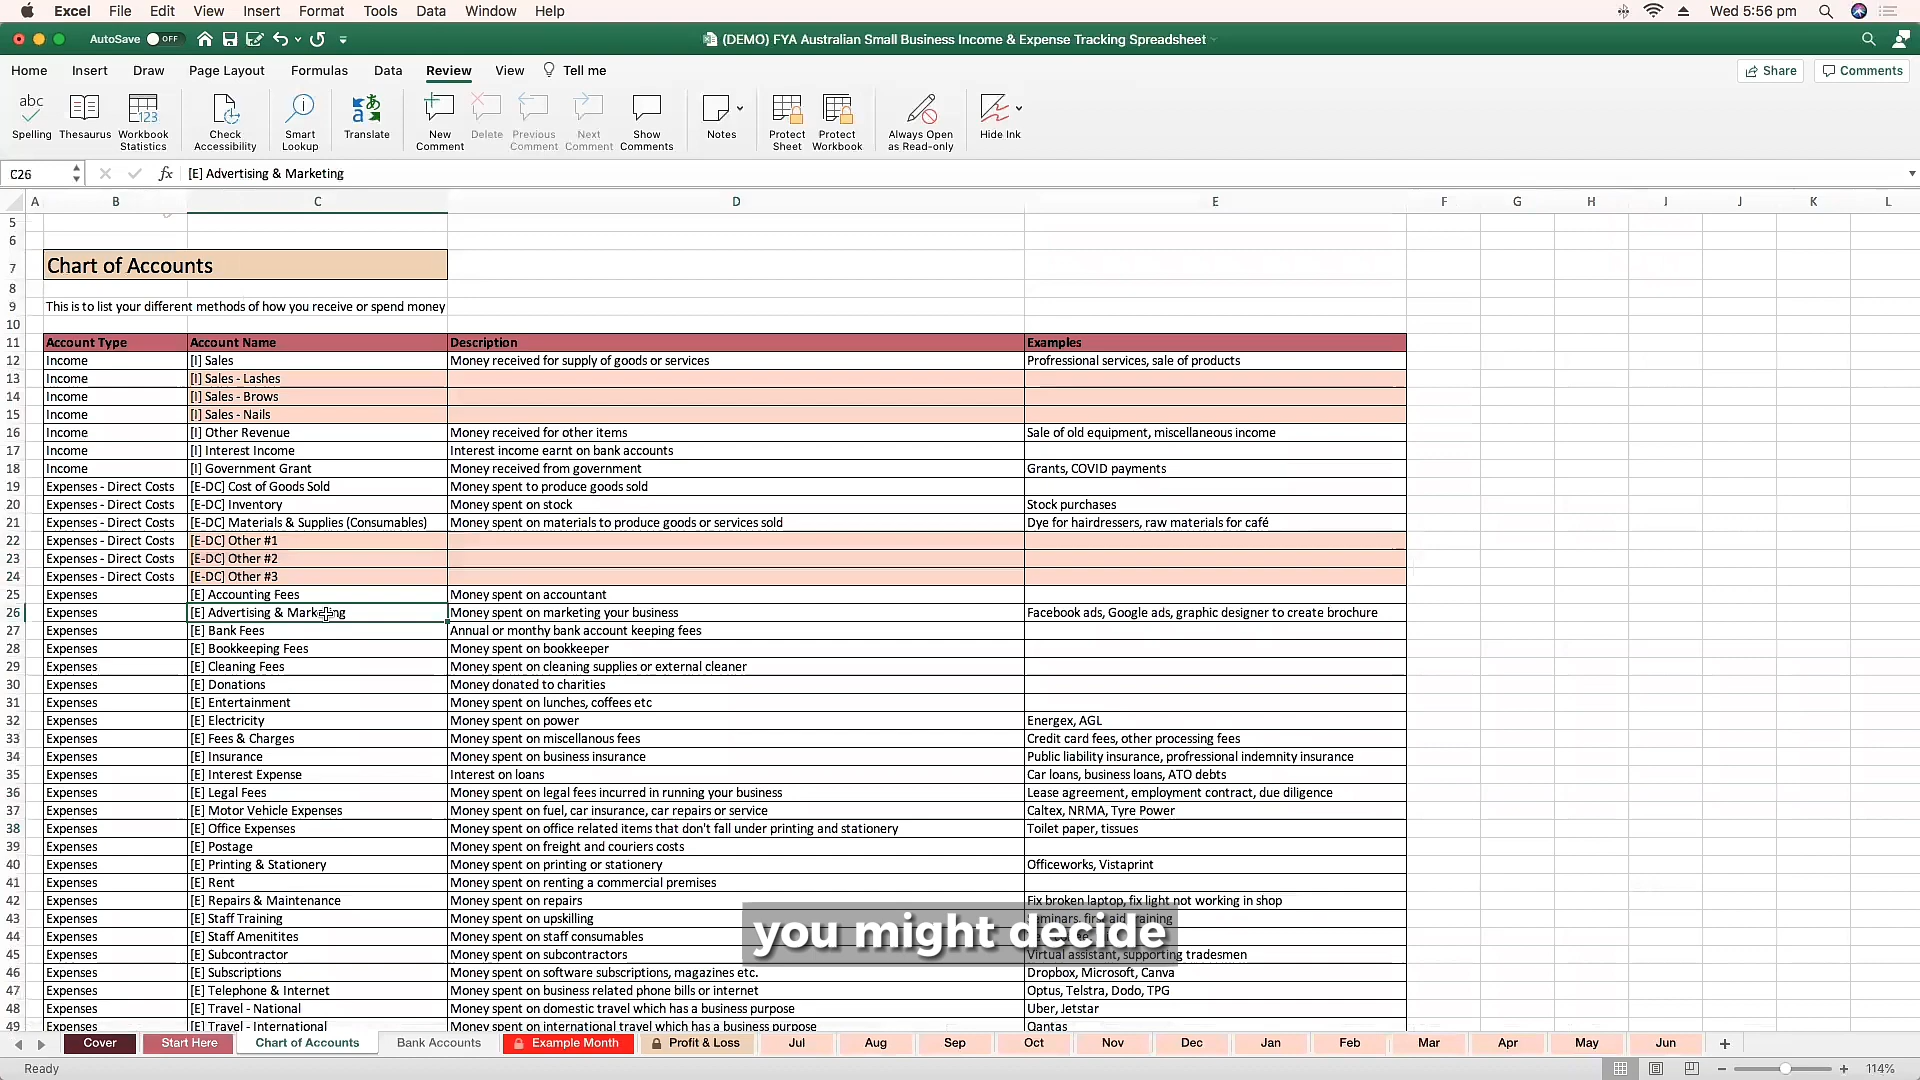 Excel File Edit View Insert Format Tools Data Window Help Wed 5:56 pm
AutoSave OFF (DEMO) FYA Australian Small Business Income & Expense Tracking Spreadsheet
Home Insert Draw Page Layout Formulas Data Review View Tell me Share Comments
abc Spelling Thesaurus 123 Workbook Statistics Check Accessibility Smart Lookup Translate New Comment Delete Previous Comment Next Comment Show Comments Notes Protect Sheet Protect Workbook Always Open as Read-only Hide Ink
C26 fx [E] Advertising & Marketing
A B C D E F G H I J K L
5
6
7 Chart of Accounts
8
9 This is to list your different methods of how you receive or spend money
10
11 Account Type Account Name Description Examples
12 Income [I] Sales Money received for supply of goods or services Profressional services, sale of products
13 Income [I] Sales - Lashes
14 Income [I] Sales - Brows
15 Income [I] Sales - Nails
16 Income [I] Other Revenue Money received for other items Sale of old equipment, miscellaneous income
17 Income [I] Interest Income Interest income earnt on bank accounts
18 Income [I] Government Grant Money received from government Grants, COVID payments
19 Expenses - Direct Costs [E-DC] Cost of Goods Sold Money spent to produce goods sold
20 Expenses - Direct Costs [E-DC] Inventory Money spent on stock Stock purchases
21 Expenses - Direct Costs [E-DC] Materials & Supplies (Consumables) Money spent on materials to produce goods or services sold Dye for hairdressers, raw materials for café
22 Expenses - Direct Costs [E-DC] Other #1
23 Expenses - Direct Costs [E-DC] Other #2
24 Expenses - Direct Costs [E-DC] Other #3
25 Expenses [E] Accounting Fees Money spent on accountant
26 Expenses [E] Advertising & Marketing Money spent on marketing your business Facebook ads, Google ads, graphic designer to create brochure
27 Expenses [E] Bank Fees Annual or monthy bank account keeping fees
28 Expenses [E] Bookkeeping Fees Money spent on bookkeeper
29 Expenses [E] Cleaning Fees Money spent on cleaning supplies or external cleaner
30 Expenses [E] Donations Money donated to charities
31 Expenses [E] Entertainment Money spent on lunches, coffees etc
32 Expenses [E] Electricity Money spent on power Energex, AGL
33 Expenses [E] Fees & Charges Money spent on miscellanous fees Credit card fees, other processing fees
34 Expenses [E] Insurance Money spent on business insurance Public liability insurance, professional indemnity insurance
35 Expenses [E] Interest Expense Interest on loans Car loans, business loans, ATO debts
36 Expenses [E] Legal Fees Money spent on legal fees incurred in running your business Lease agreement, employment contract, due diligence
37 Expenses [E] Motor Vehicle Expenses Money spent on fuel, car insurance, car repairs or service Caltex, NRMA, Tyre Power
38 Expenses [E] Office Expenses Money spent on office related items that don't fall under printing and stationery Toilet paper, tissues
39 Expenses [E] Postage Money spent on freight and couriers costs
40 Expenses [E] Printing & Stationery Money spent on printing or stationery Officeworks, Vistaprint
41 Expenses [E] Rent Money spent on renting a commercial premises
42 Expenses [E] Repairs & Maintenance Money spent on repairs Fix broken laptop, fix light not working in shop
43 Expenses [E] Staff Training Money spent on upskilling Seminars, first aid training
44 Expenses [E] Staff Amenitites Money spent on staff consumables
you might decide
45 Expenses [E] Subcontractor Money spent on subcontractors Virtual assistant, supporting tradesmen
46 Expenses [E] Subscriptions Money spent on software subscriptions, magazines etc. Dropbox, Microsoft, Canva
47 Expenses [E] Telephone & Internet Money spent on business related phone bills or internet Optus, Telstra, Dodo, TPG
48 Expenses [E] Travel - National Money spent on domestic travel which has a business purpose Uber, Jetstar
49 Expenses [E] Travel - International Money spent on international travel which has a business purpose Qantas
Cover Start Here Chart of Accounts Bank Accounts Example Month Profit & Loss Jul Aug Sep Oct Nov Dec Jan Feb Mar Apr May Jun
Ready 114%